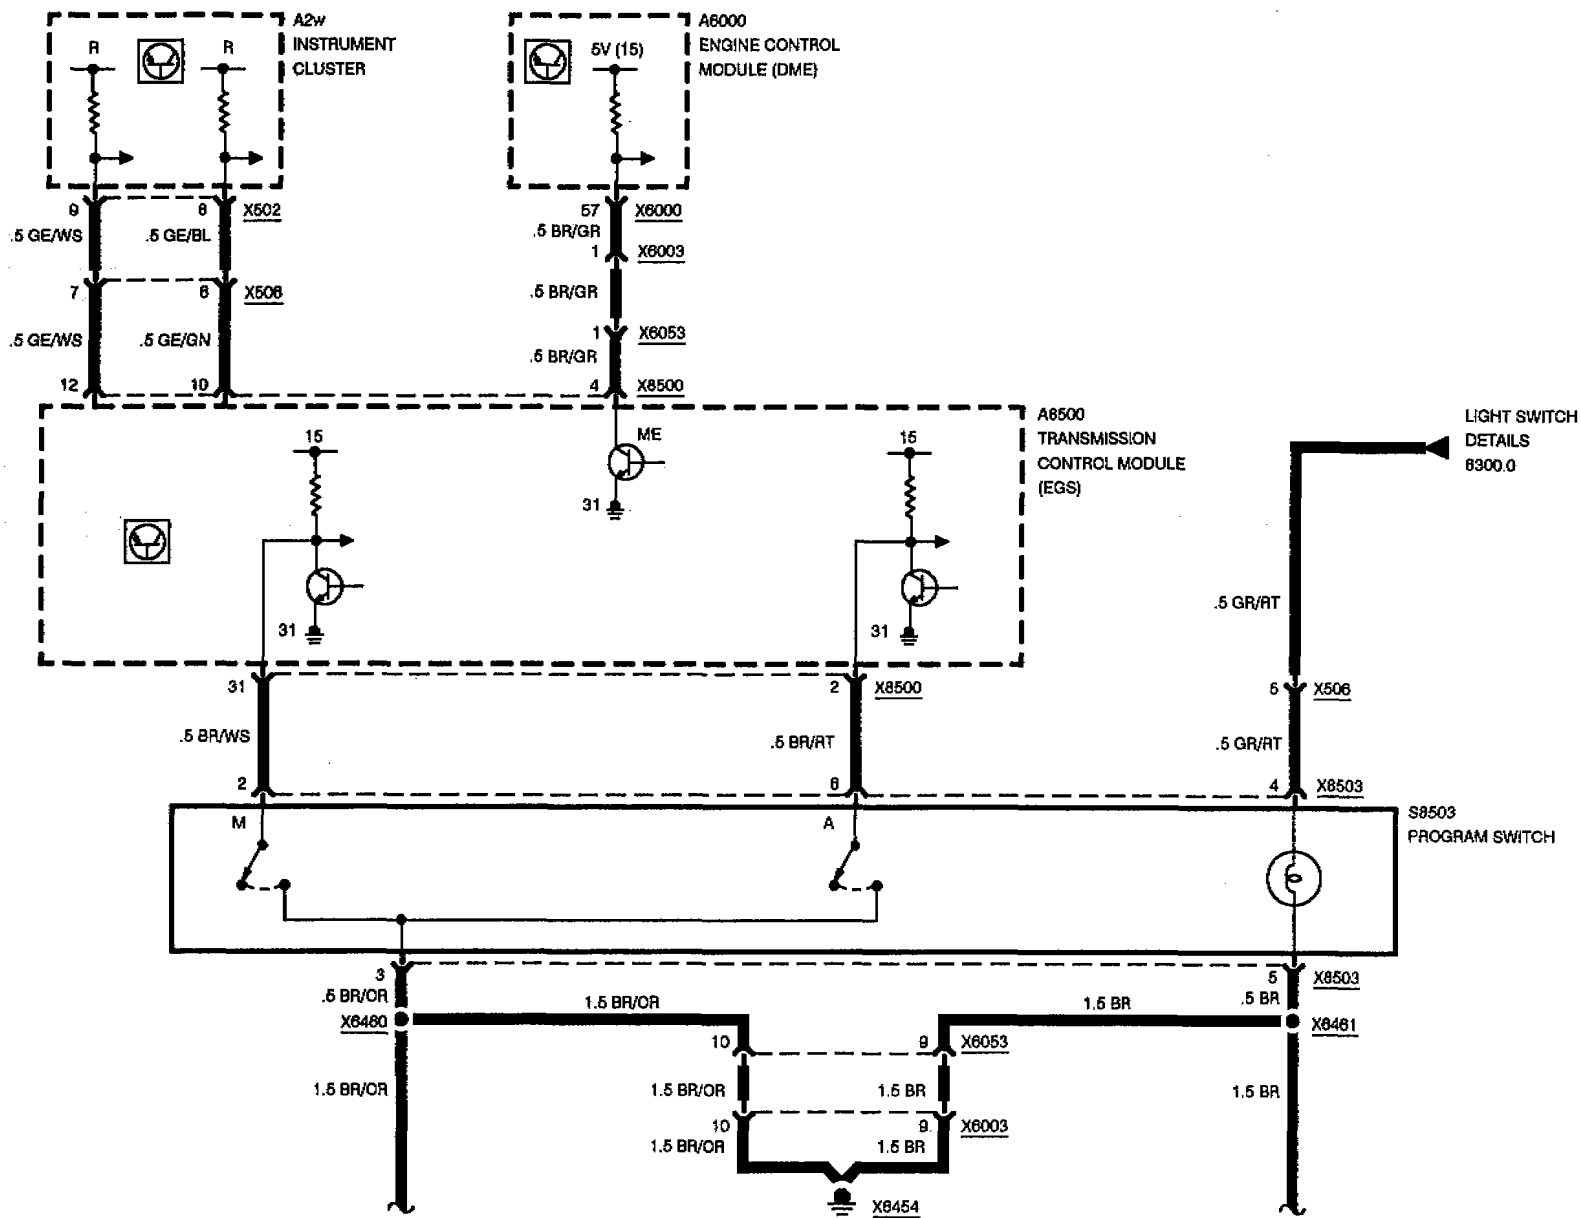 A2w
INSTRUMENT
CLUSTER
R
R
A6000
ENGINE CONTROL
MODULE (DME)
5V (15)
9
8
X502
.5 GE/WS
.5 GE/BL
7
6
X506
.5 GE/WS
.5 GE/GN
12
10
57
X6000
.5 BR/GR
1
X6003
.5 BR/GR
1
X6053
.5 BR/GR
4
X8500
A8500
TRANSMISSION
CONTROL MODULE
(EGS)
15
ME
31
15
31
31
LIGHT SWITCH
DETAILS
6300.0
.5 GR/RT
31
2
X8500
5
X506
.5 BR/WS
.5 BR/RT
.5 GR/RT
2
6
4
X8503
S8503
PROGRAM SWITCH
M
A
3
5
X8503
.5 BR/OR
.5 BR
1.5 BR/OR
1.5 BR
X6460
X6461
10
9
X6053
1.5 BR/OR
1.5 BR/OR
1.5 BR
1.5 BR
10
9
X6003
1.5 BR/OR
1.5 BR
X6454